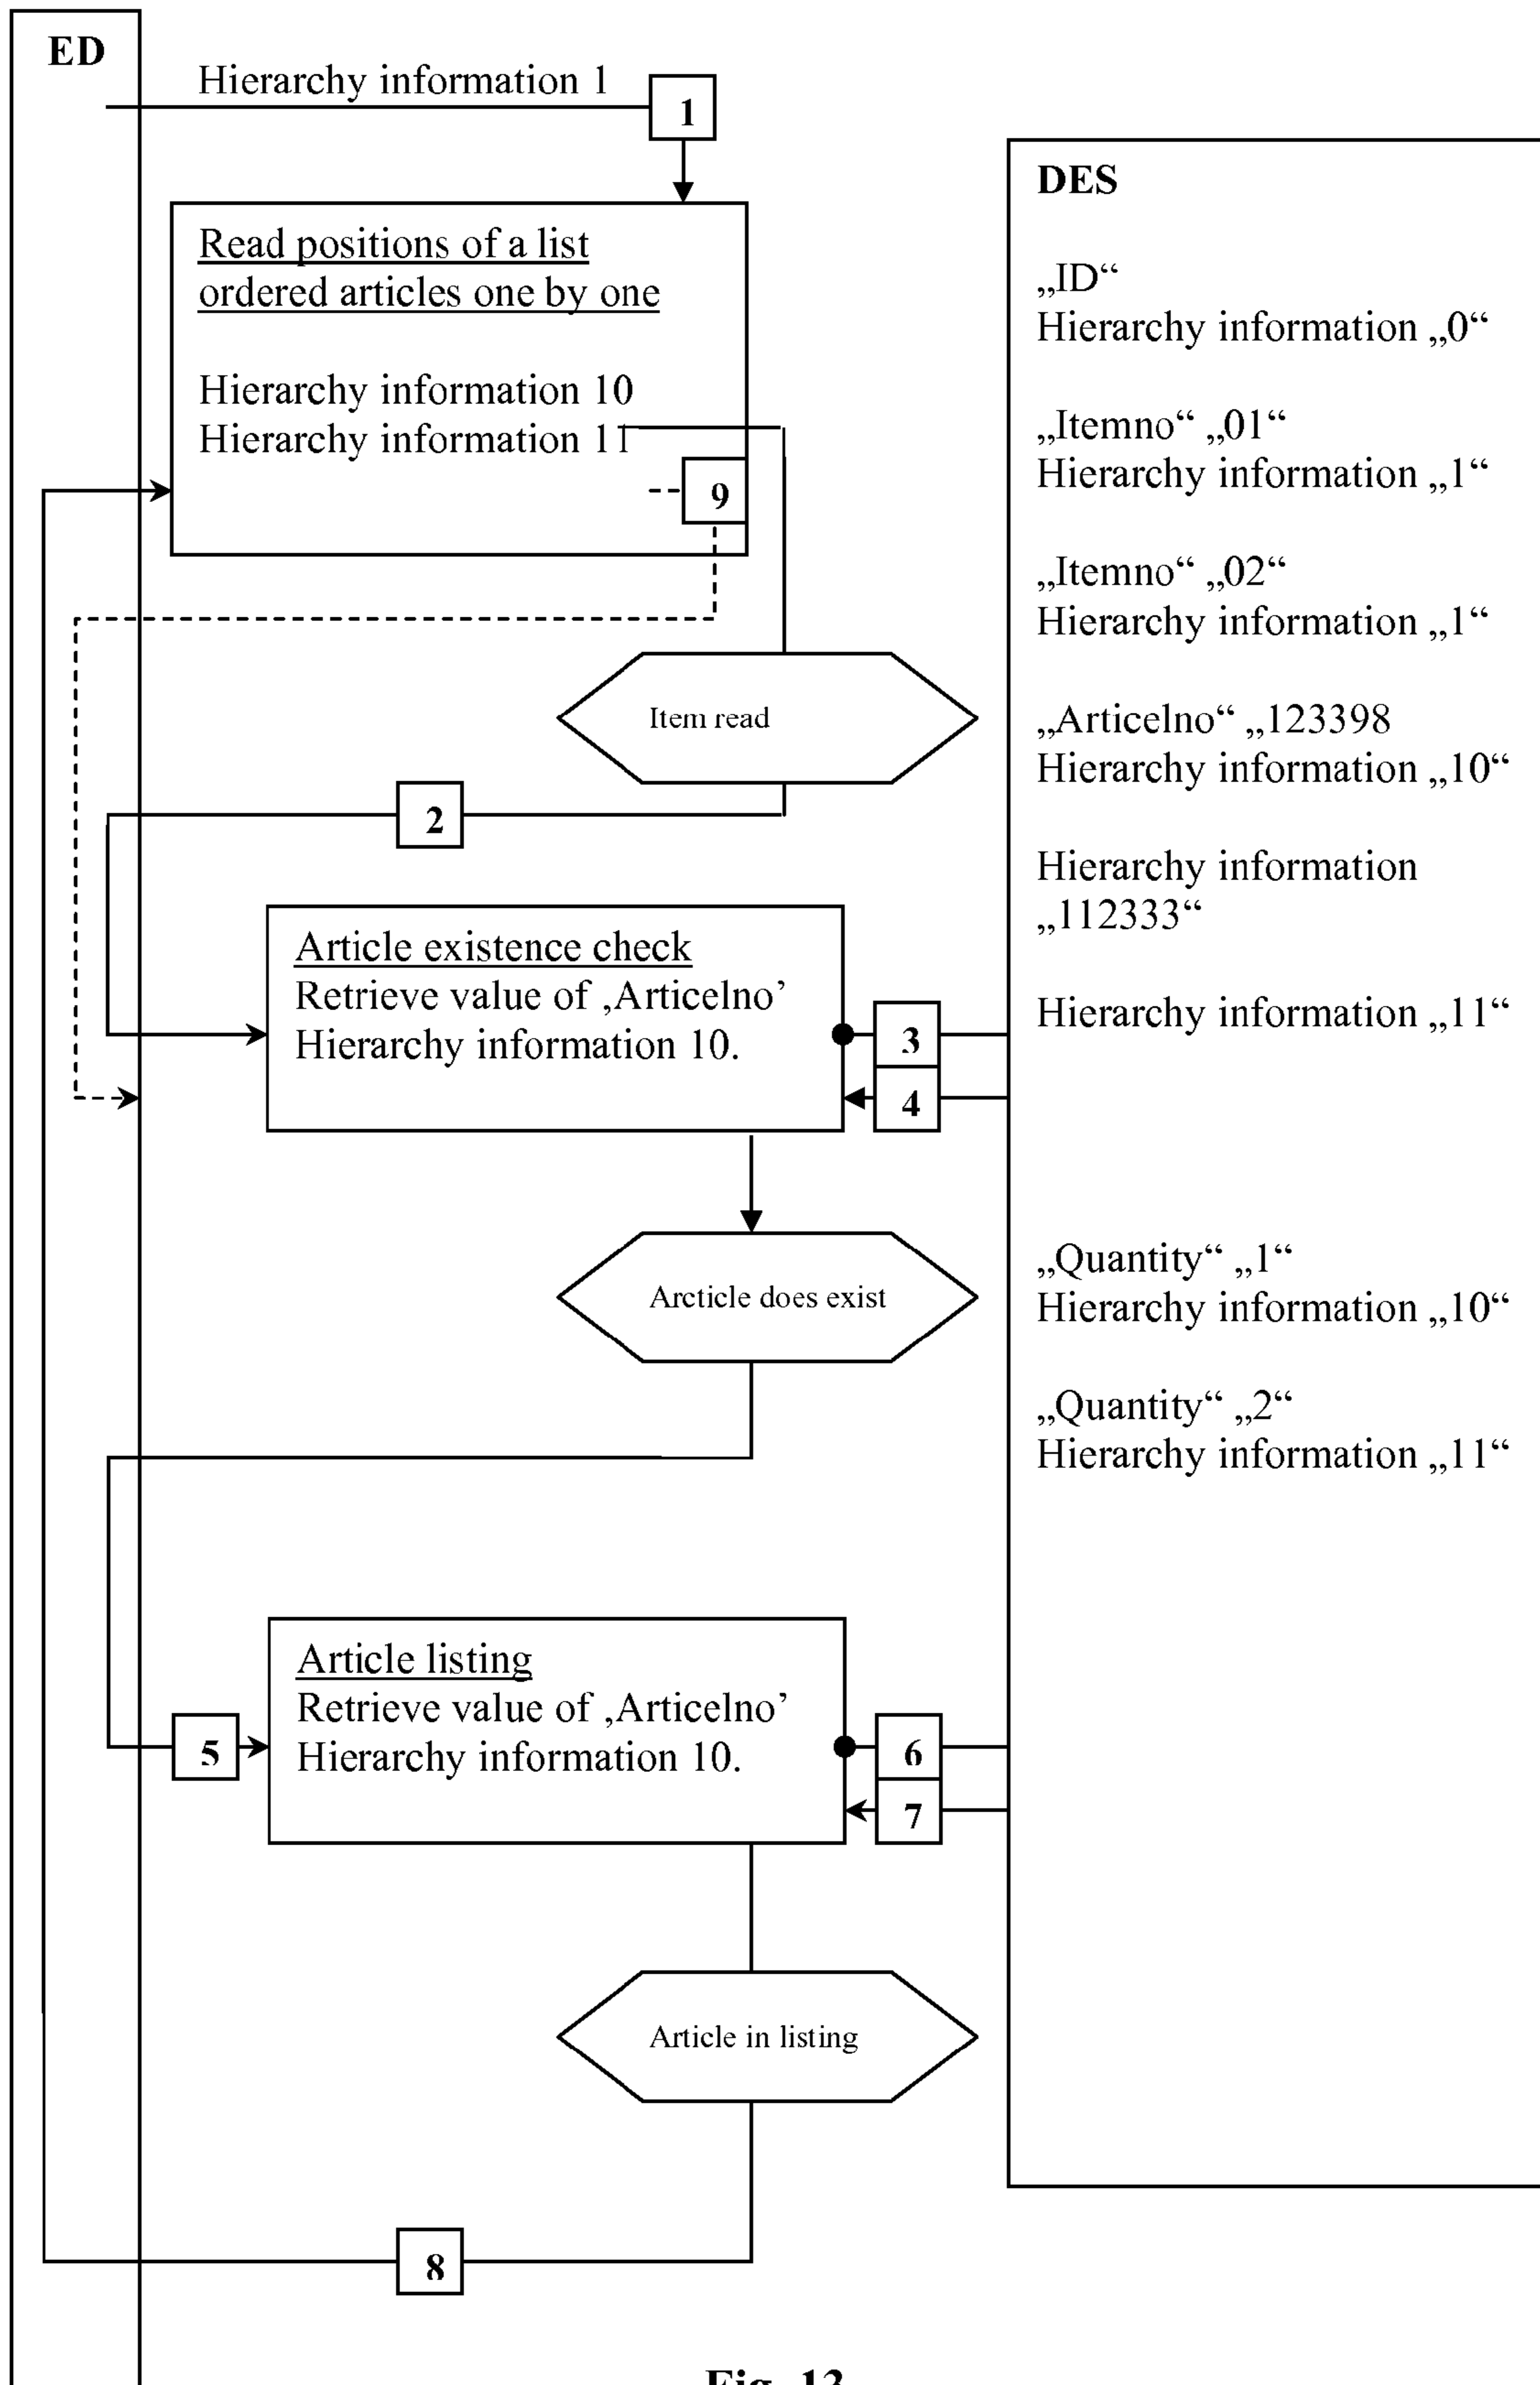 ED
Hierarchy information 1
1
Read positions of a list
ordered articles one by one
Hierarchy information 10
Hierarchy information 11
9
Item read
2
Article existence check
Retrieve value of ‚Articelno’
Hierarchy information 10.
3
4
Arcticle does exist
Article listing
Retrieve value of ‚Articelno’
Hierarchy information 10.
5
6
7
Article in listing
8
DES
„ID“
Hierarchy information „0“
„Itemno“ „01“
Hierarchy information „1“
„Itemno“ „02“
Hierarchy information „1“
„Articelno“ „123398
Hierarchy information „10“
Hierarchy information
„112333“
Hierarchy information „11“
„Quantity“ „1“
Hierarchy information „10“
„Quantity“ „2“
Hierarchy information „11“